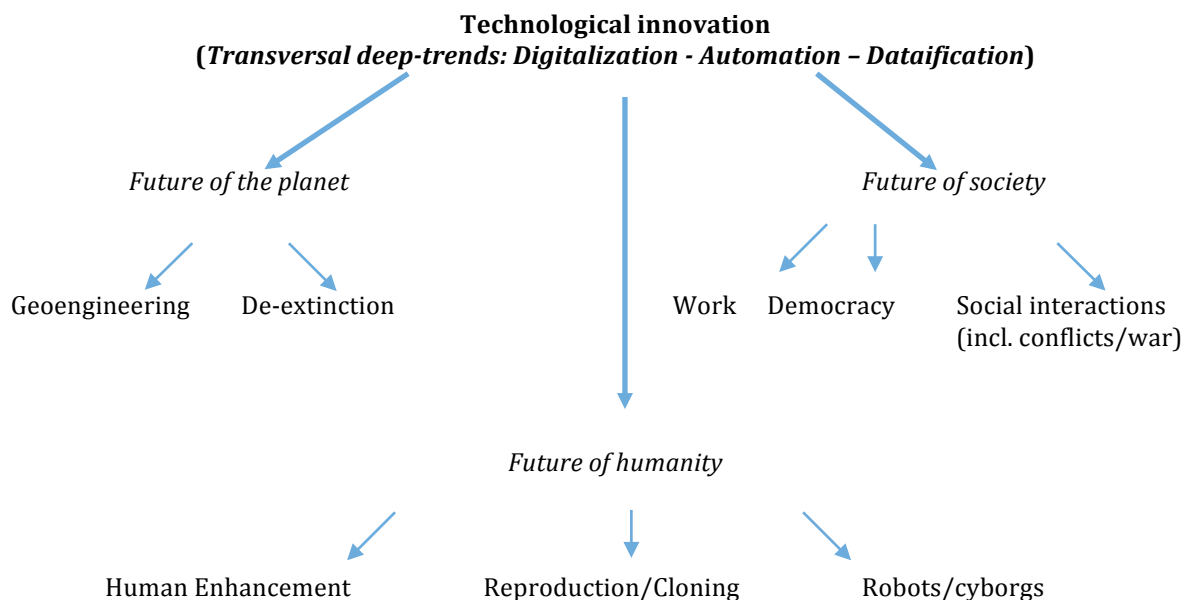 Technological innovation
(Transversal deep-trends: Digitalization - Automation – Dataification)
Future of the planet
Future of society
Geoengineering
De-extinction
Work
Democracy
Social interactions
(incl. conflicts/war)
Future of humanity
Human Enhancement
Reproduction/Cloning
Robots/cyborgs